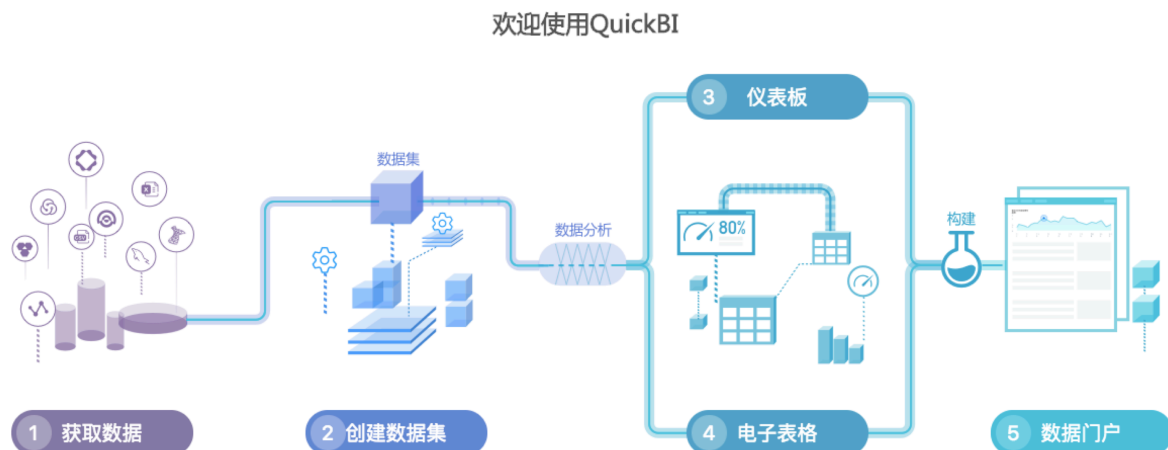 欢迎使用QuickBI
3 仪表板
数据集
数据分析
80%
构建
1 获取数据
2 创建数据集
4 电子表格
5 数据门户